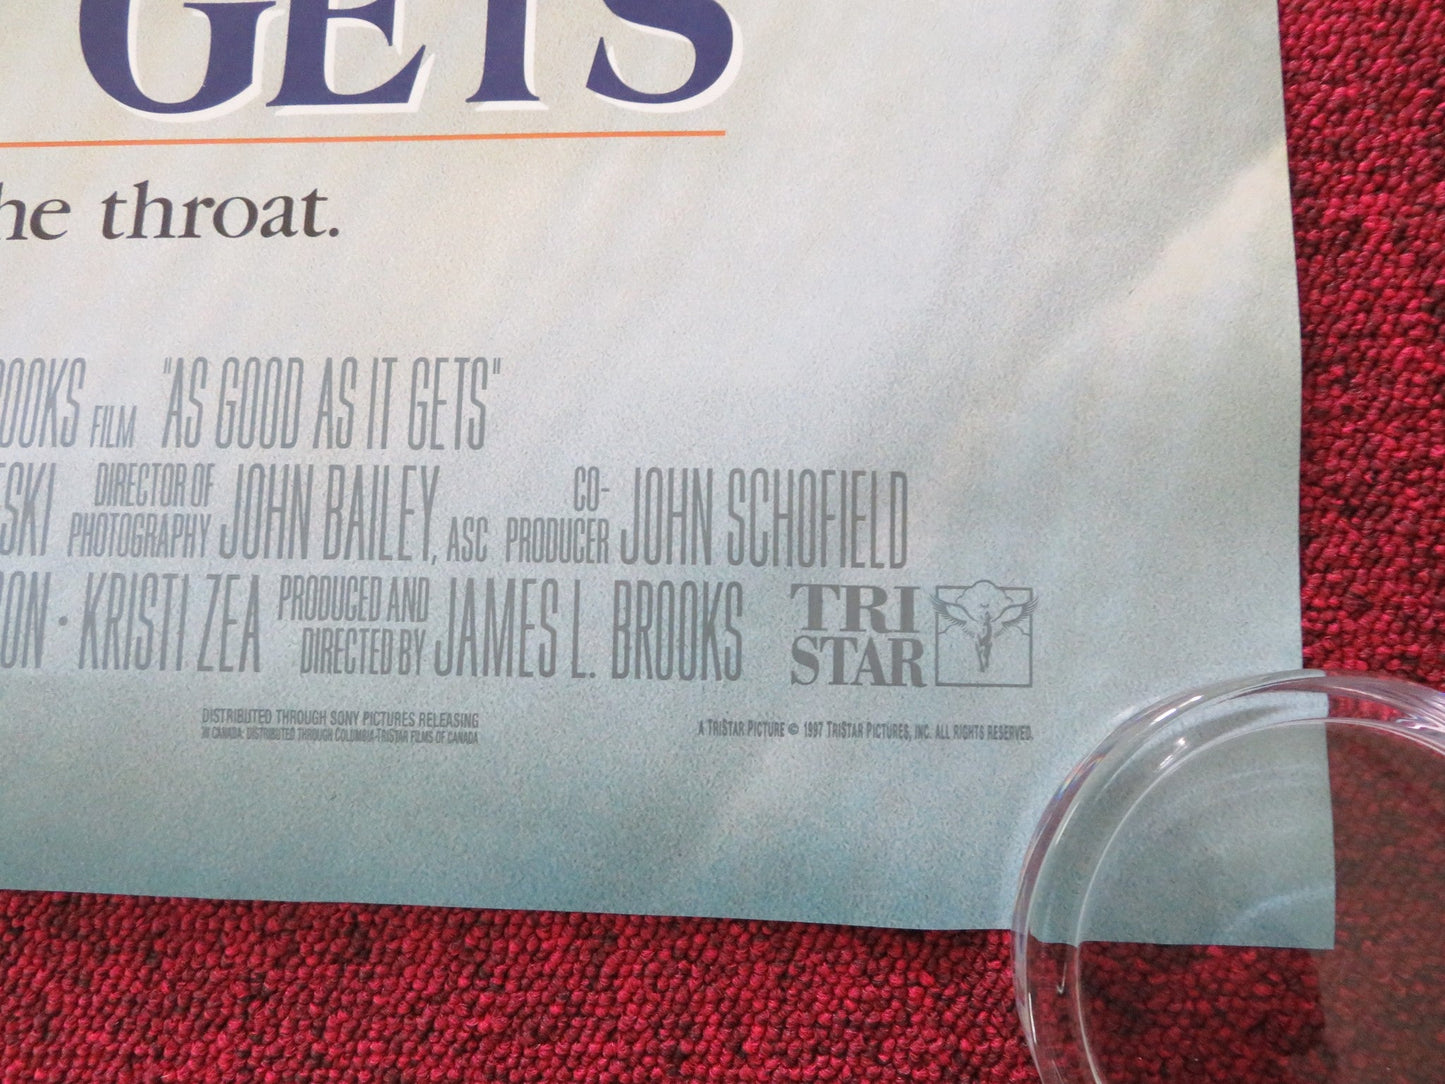 GETS
he throat.
OOKS FILM "AS GOOD AS IT GETS"
ESKI DIRECTOR OF PHOTOGRAPHY JOHN BAILEY, ASC CO-PRODUCER JOHN SCHOFIELD
ON · KRISTI ZEA PRODUCED AND DIRECTED BY JAMES L. BROOKS
TRI
STAR
DISTRIBUTED THROUGH SONY PICTURES RELEASING
IN CANADA: DISTRIBUTED THROUGH COLUMBIA-TRISTAR FILMS OF CANADA
A TRISTAR PICTURE © 1997 TRISTAR PICTURES, INC. ALL RIGHTS RESERVED.